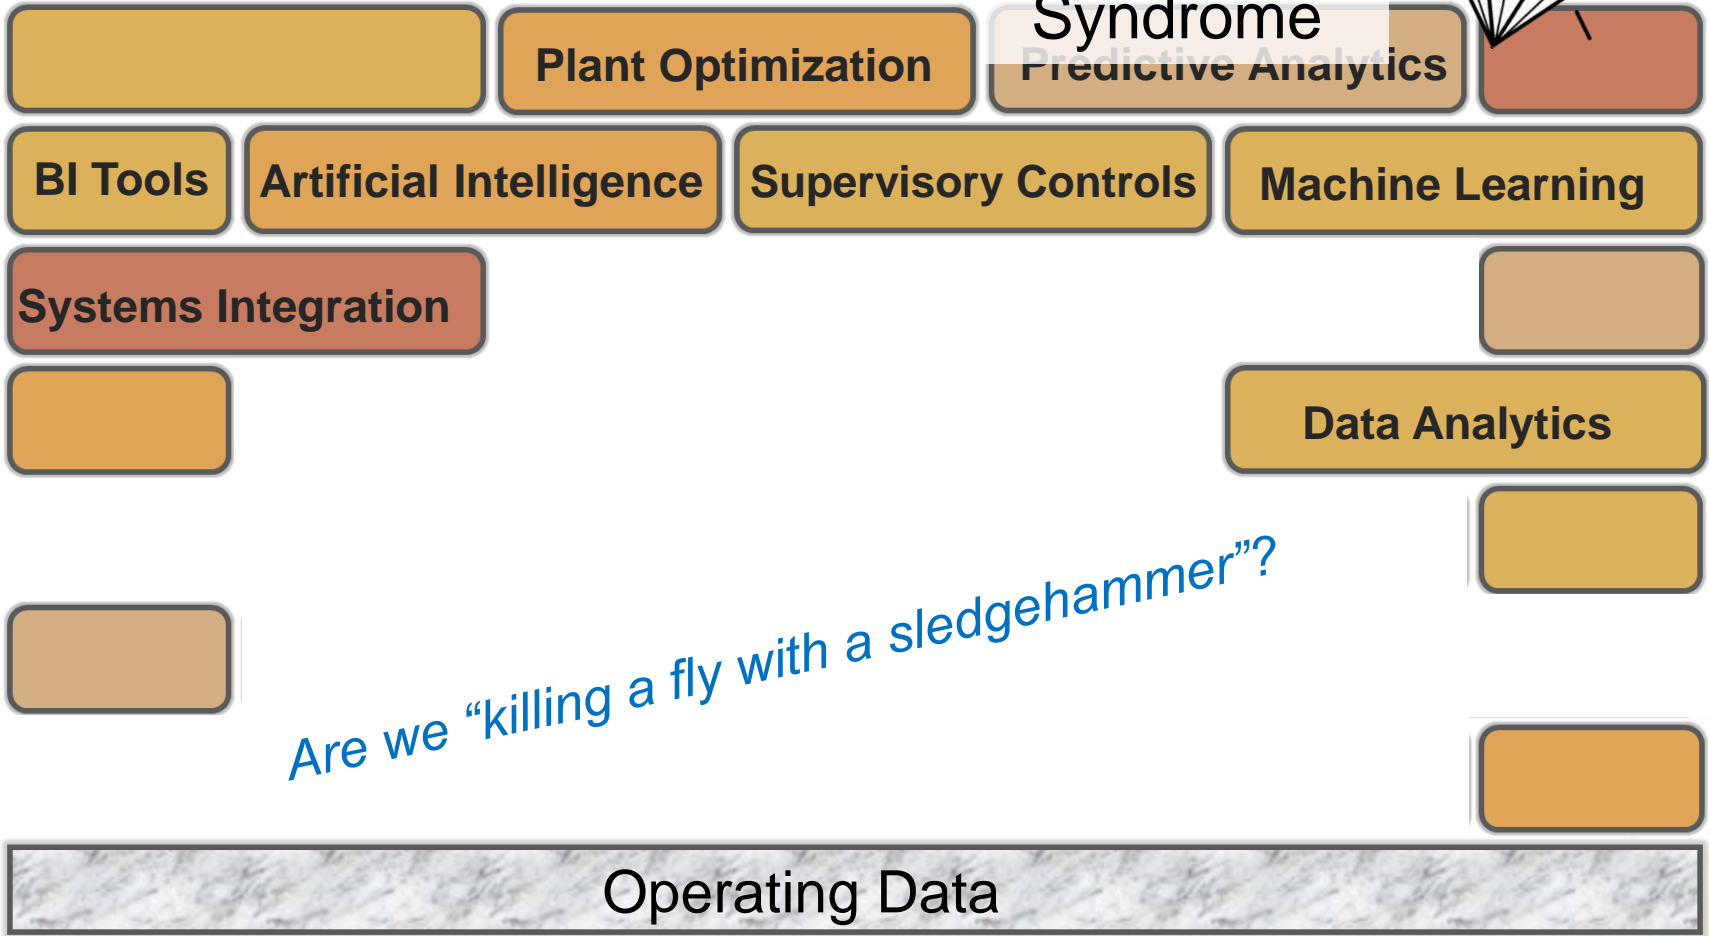 Syndrome
Plant Optimization
Predictive Analytics
BI Tools
Artificial Intelligence
Supervisory Controls
Machine Learning
Systems Integration
Data Analytics
Are we “killing a fly with a sledgehammer”?
Operating Data